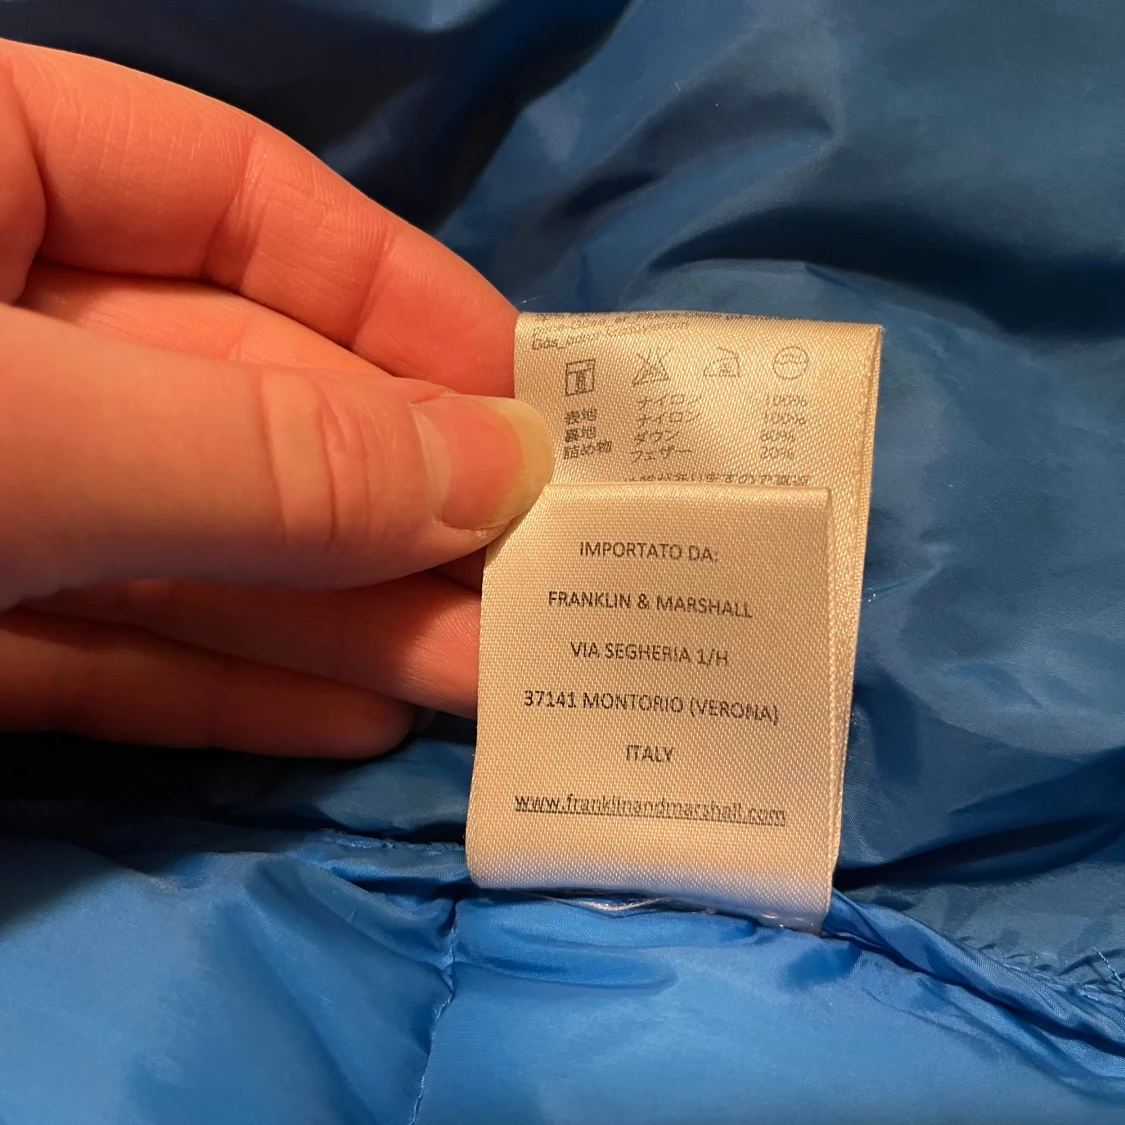 表地 ナイロン 100%
裏地 ナイロン 100%
詰め物 ダウン 80%
フェザー 20%
IMPORTATO DA:
FRANKLIN & MARSHALL
VIA SEGHERIA 1/H
37141 MONTORIO (VERONA)
ITALY
www.franklinandmarshall.com